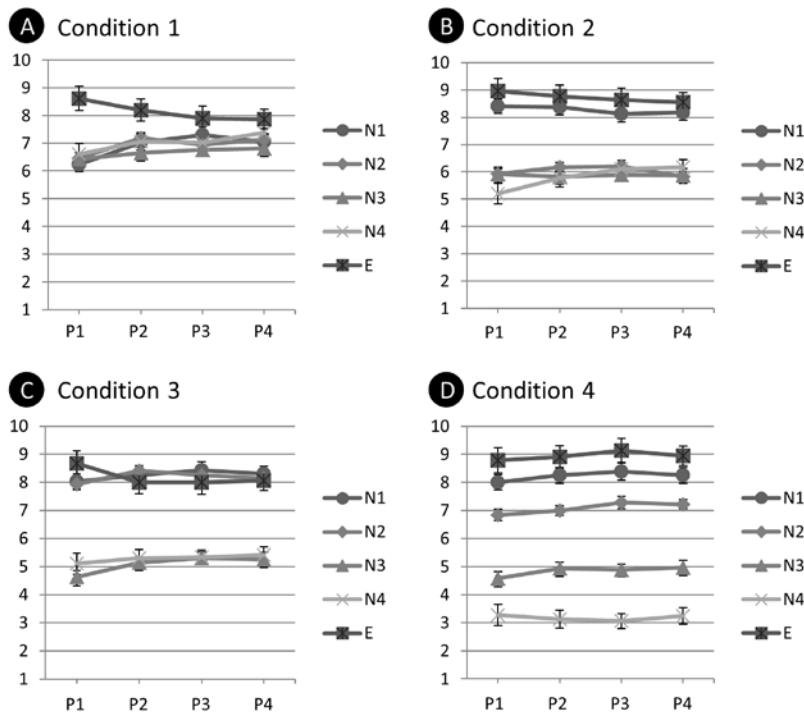 A Condition 1
10
9
8
7
6
5
4
3
2
1
P1 P2 P3 P4
N1
N2
N3
N4
E
B Condition 2
10
9
8
7
6
5
4
3
2
1
P1 P2 P3 P4
N1
N2
N3
N4
E
C Condition 3
10
9
8
7
6
5
4
3
2
1
P1 P2 P3 P4
N1
N2
N3
N4
E
D Condition 4
10
9
8
7
6
5
4
3
2
1
P1 P2 P3 P4
N1
N2
N3
N4
E